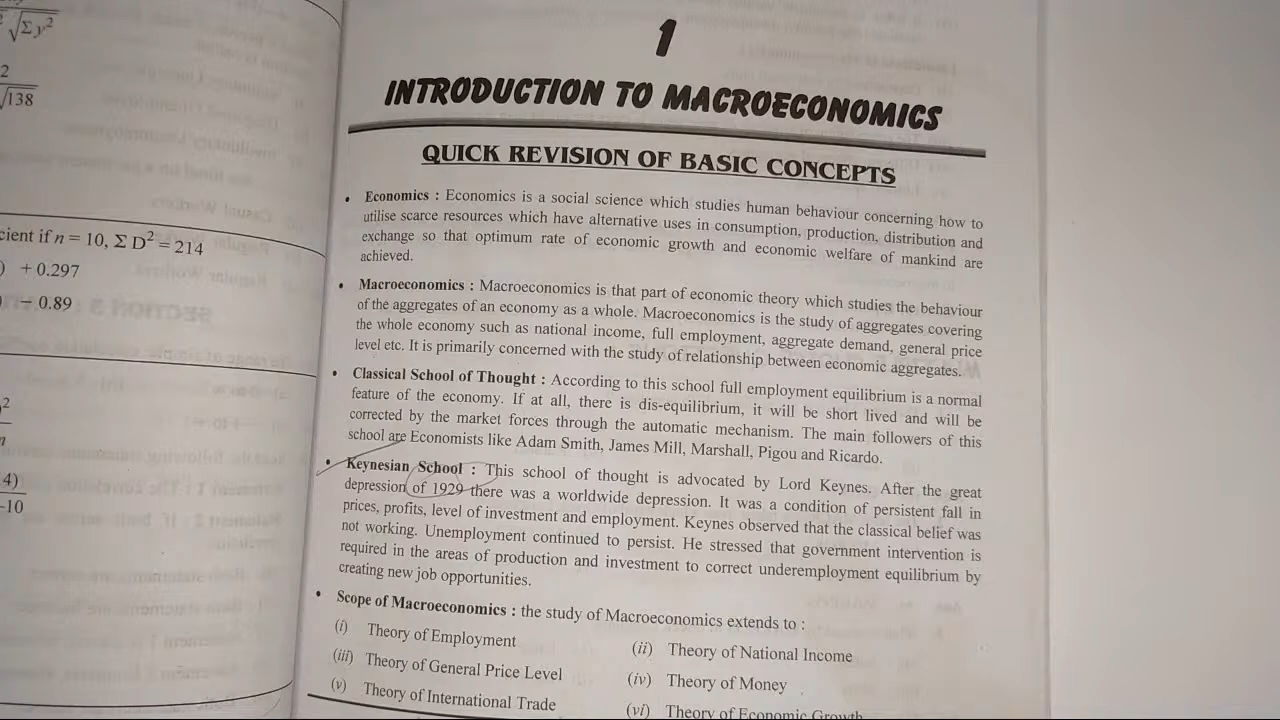 √Σy²
2
√138
cient if n = 10, Σ D² = 214
) + 0.297
) – 0.89
2
n
4)
-10
1
INTRODUCTION TO MACROECONOMICS
QUICK REVISION OF BASIC CONCEPTS
• Economics : Economics is a social science which studies human behaviour concerning how to
utilise scarce resources which have alternative uses in consumption, production, distribution and
exchange so that optimum rate of economic growth and economic welfare of mankind are
achieved.
• Macroeconomics : Macroeconomics is that part of economic theory which studies the behaviour
of the aggregates of an economy as a whole. Macroeconomics is the study of aggregates covering
the whole economy such as national income, full employment, aggregate demand, general price
level etc. It is primarily concerned with the study of relationship between economic aggregates.
• Classical School of Thought : According to this school full employment equilibrium is a normal
feature of the economy. If at all, there is dis-equilibrium, it will be short lived and will be
corrected by the market forces through the automatic mechanism. The main followers of this
school are Economists like Adam Smith, James Mill, Marshall, Pigou and Ricardo.
• Keynesian School : This school of thought is advocated by Lord Keynes. After the great
depression of 1929 there was a worldwide depression. It was a condition of persistent fall in
prices, profits, level of investment and employment. Keynes observed that the classical belief was
not working. Unemployment continued to persist. He stressed that government intervention is
required in the areas of production and investment to correct underemployment equilibrium by
creating new job opportunities.
• Scope of Macroeconomics : the study of Macroeconomics extends to :
(i) Theory of Employment (ii) Theory of National Income
(iii) Theory of General Price Level (iv) Theory of Money
(v) Theory of International Trade (vi) Theory of Economic Growth